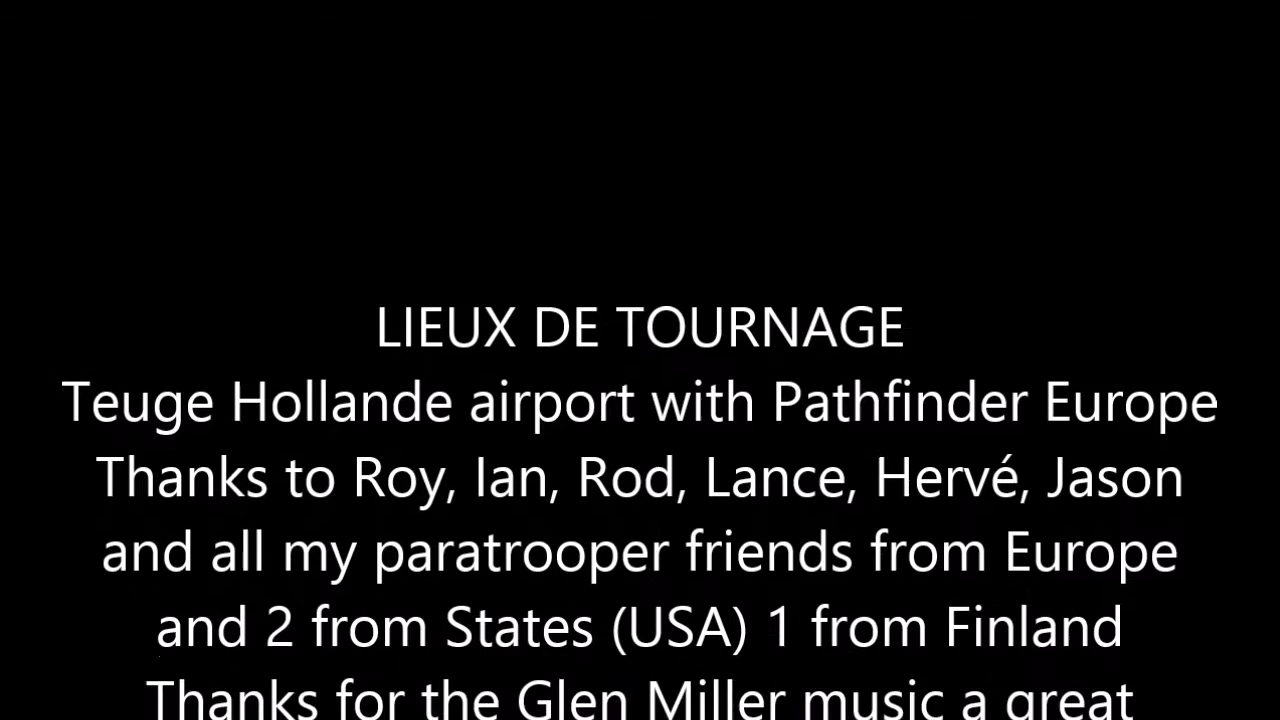 LIEUX DE TOURNAGE
Teuge Hollande airport with Pathfinder Europe
Thanks to Roy, Ian, Rod, Lance, Hervé, Jason
and all my paratrooper friends from Europe
and 2 from States (USA) 1 from Finland
Thanks for the Glen Miller music a great